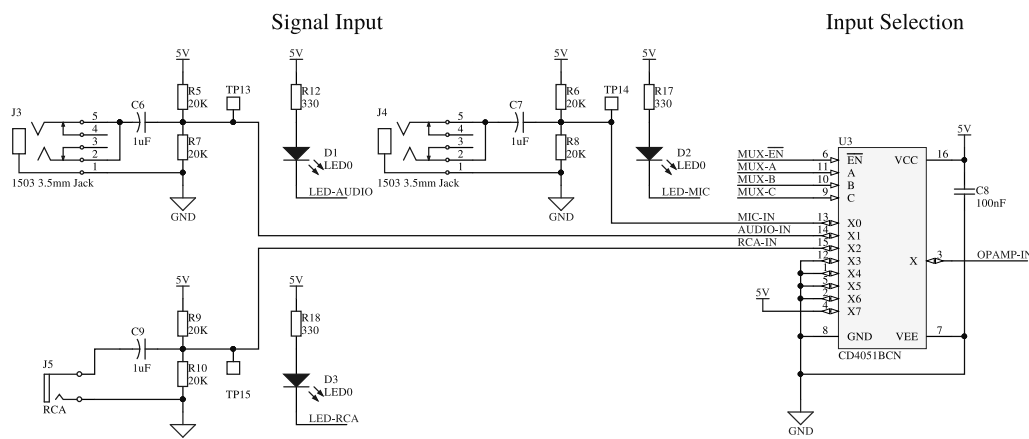 Signal Input
Input Selection
5V
R5
20K
TP13
J3
C6
1uF
5
4
3
2
1
R7
20K
1503 3.5mm Jack
GND
5V
R12
330
D1
LED0
LED-AUDIO
5V
R6
20K
TP14
J4
C7
1uF
5
4
3
2
1
R8
20K
1503 3.5mm Jack
GND
5V
R17
330
D2
LED0
LED-MIC
U3
5V
MUX-EN
6
EN
VCC
16
MUX-A
11
A
MUX-B
10
B
MUX-C
9
C
C8
100nF
MIC-IN
13
X0
AUDIO-IN
14
X1
RCA-IN
15
X2
12
X3
X
3
OPAMP-IN
1
X4
5
X5
2
X6
5V
4
X7
8
GND
VEE
7
CD4051BCN
GND
5V
R9
20K
C9
1uF
J5
RCA
R10
20K
TP15
5V
R18
330
D3
LED0
LED-RCA